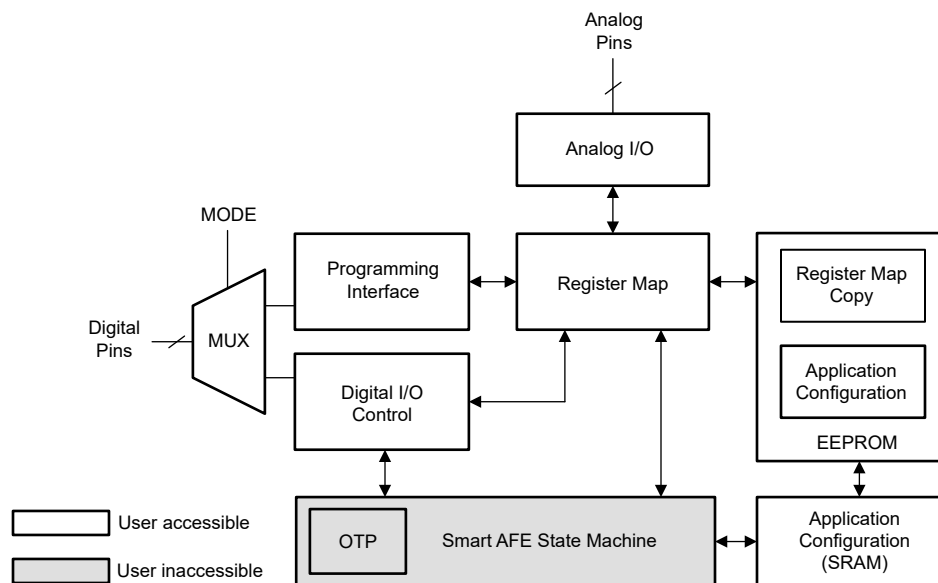 Analog
Pins
Analog I/O
MODE
Programming
Interface
Register Map
Register Map
Copy
Digital
Pins
MUX
Digital I/O
Control
Application
Configuration
EEPROM
User accessible
OTP
Smart AFE State Machine
Application
Configuration
(SRAM)
User inaccessible